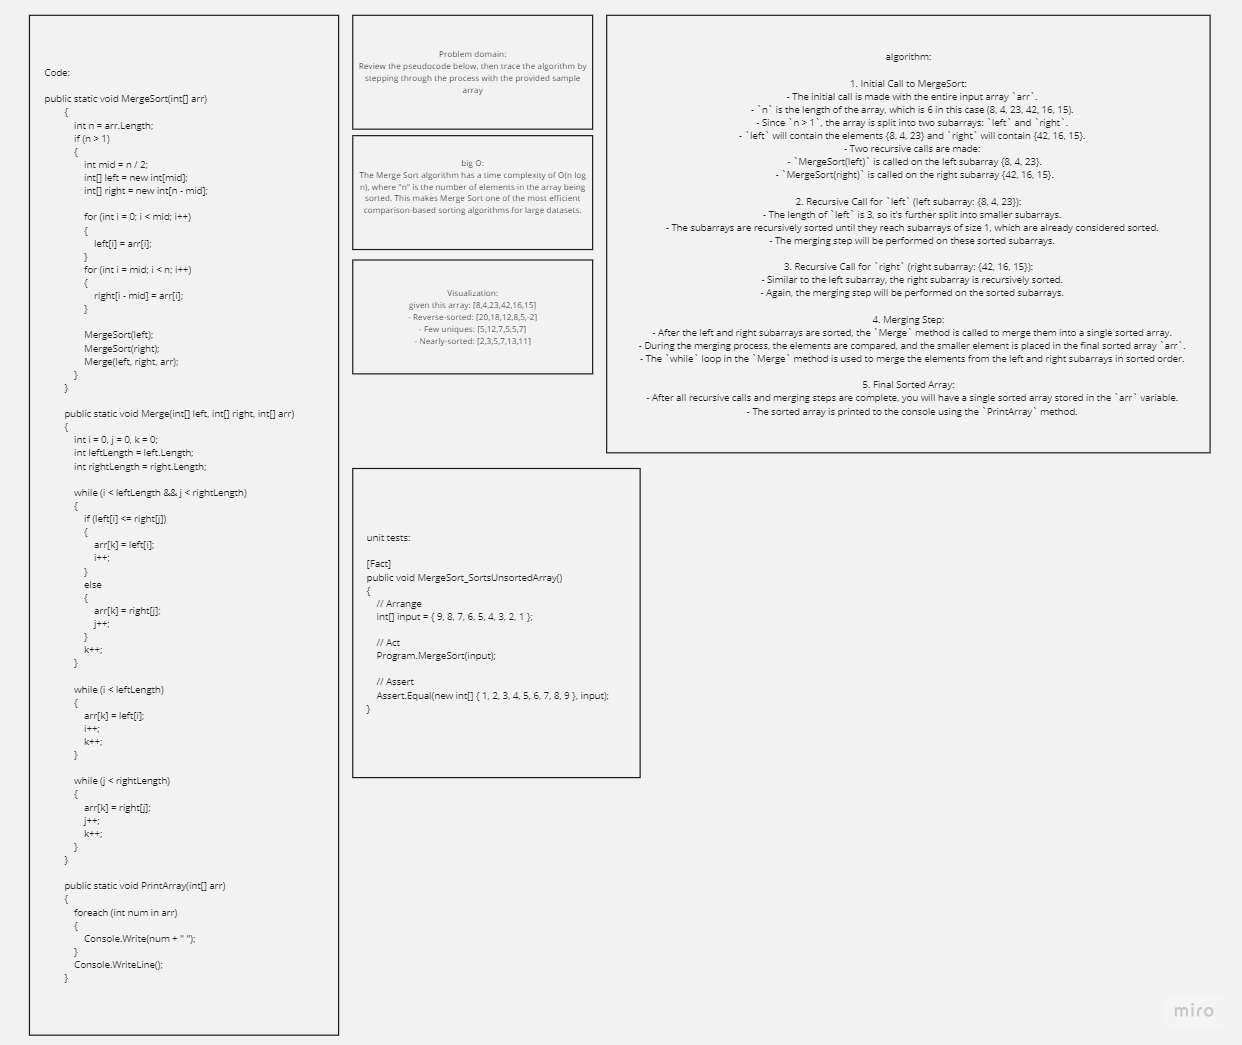 Code:
public static void MergeSort(int[] arr)
{
int n = arr.Length;
if (n > 1)
{
int mid = n / 2;
int[] left = new int[mid];
int[] right = new int[n - mid];
for (int i = 0; i < mid; i++)
{
left[i] = arr[i];
}
for (int i = mid; i < n; i++)
{
right[i - mid] = arr[i];
}
MergeSort(left);
MergeSort(right);
Merge(left, right, arr);
}
}
public static void Merge(int[] left, int[] right, int[] arr)
{
int i = 0, j = 0, k = 0;
int leftLength = left.Length;
int rightLength = right.Length;
while (i < leftLength && j < rightLength)
{
if (left[i] <= right[j])
{
arr[k] = left[i];
i++;
}
else
{
arr[k] = right[j];
j++;
}
k++;
}
while (i < leftLength)
{
arr[k] = left[i];
i++;
k++;
}
while (j < rightLength)
{
arr[k] = right[j];
j++;
k++;
}
}
public static void PrintArray(int[] arr)
{
foreach (int num in arr)
{
Console.Write(num + " ");
}
Console.WriteLine();
}
Problem domain:
Review the pseudocode below, then trace the algorithm by
stepping through the process with the provided sample
array
big O:
The Merge Sort algorithm has a time complexity of O(n log
n), where "n" is the number of elements in the array being
sorted. This makes Merge Sort one of the most efficient
comparison-based sorting algorithms for large datasets.
Visualization:
given this array: [8,4,23,42,16,15]
- Reverse-sorted: [20,18,12,8,5,-2]
- Few uniques: [5,12,7,5,5,7]
- Nearly-sorted: [2,3,5,7,13,11]
algorithm:
1. Initial Call to MergeSort:
- The initial call is made with the entire input array `arr`.
- `n` is the length of the array, which is 6 in this case (8, 4, 23, 42, 16, 15).
- Since `n > 1`, the array is split into two subarrays: `left` and `right`.
- `left` will contain the elements {8, 4, 23} and `right` will contain {42, 16, 15}.
- Two recursive calls are made:
- `MergeSort(left)` is called on the left subarray {8, 4, 23}.
- `MergeSort(right)` is called on the right subarray {42, 16, 15}.
2. Recursive Call for `left` (left subarray: {8, 4, 23}):
- The length of `left` is 3, so it's further split into smaller subarrays.
- The subarrays are recursively sorted until they reach subarrays of size 1, which are already considered sorted.
- The merging step will be performed on these sorted subarrays.
3. Recursive Call for `right` (right subarray: {42, 16, 15}):
- Similar to the left subarray, the right subarray is recursively sorted.
- Again, the merging step will be performed on the sorted subarrays.
4. Merging Step:
- After the left and right subarrays are sorted, the `Merge` method is called to merge them into a single sorted array.
- During the merging process, the elements are compared, and the smaller element is placed in the final sorted array `arr`.
- The `while` loop in the `Merge` method is used to merge the elements from the left and right subarrays in sorted order.
5. Final Sorted Array:
- After all recursive calls and merging steps are complete, you will have a single sorted array stored in the `arr` variable.
- The sorted array is printed to the console using the `PrintArray` method.
unit tests:
[Fact]
public void MergeSort_SortsUnsortedArray()
{
// Arrange
int[] input = { 9, 8, 7, 6, 5, 4, 3, 2, 1 };
// Act
Program.MergeSort(input);
// Assert
Assert.Equal(new int[] { 1, 2, 3, 4, 5, 6, 7, 8, 9 }, input);
}
miro